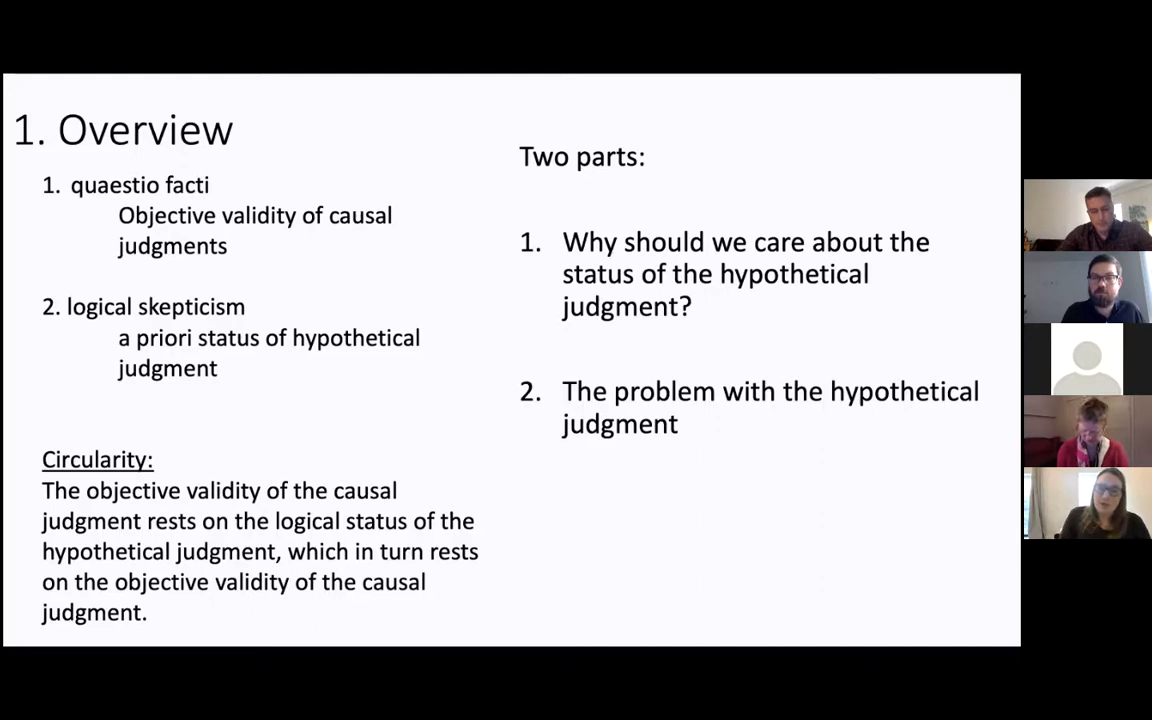 1. Overview
1. quaestio facti
Objective validity of causal
judgments
2. logical skepticism
a priori status of hypothetical
judgment
Circularity:
The objective validity of the causal
judgment rests on the logical status of the
hypothetical judgment, which in turn rests
on the objective validity of the causal
judgment.
Two parts:
1. Why should we care about the
status of the hypothetical
judgment?
2. The problem with the hypothetical
judgment